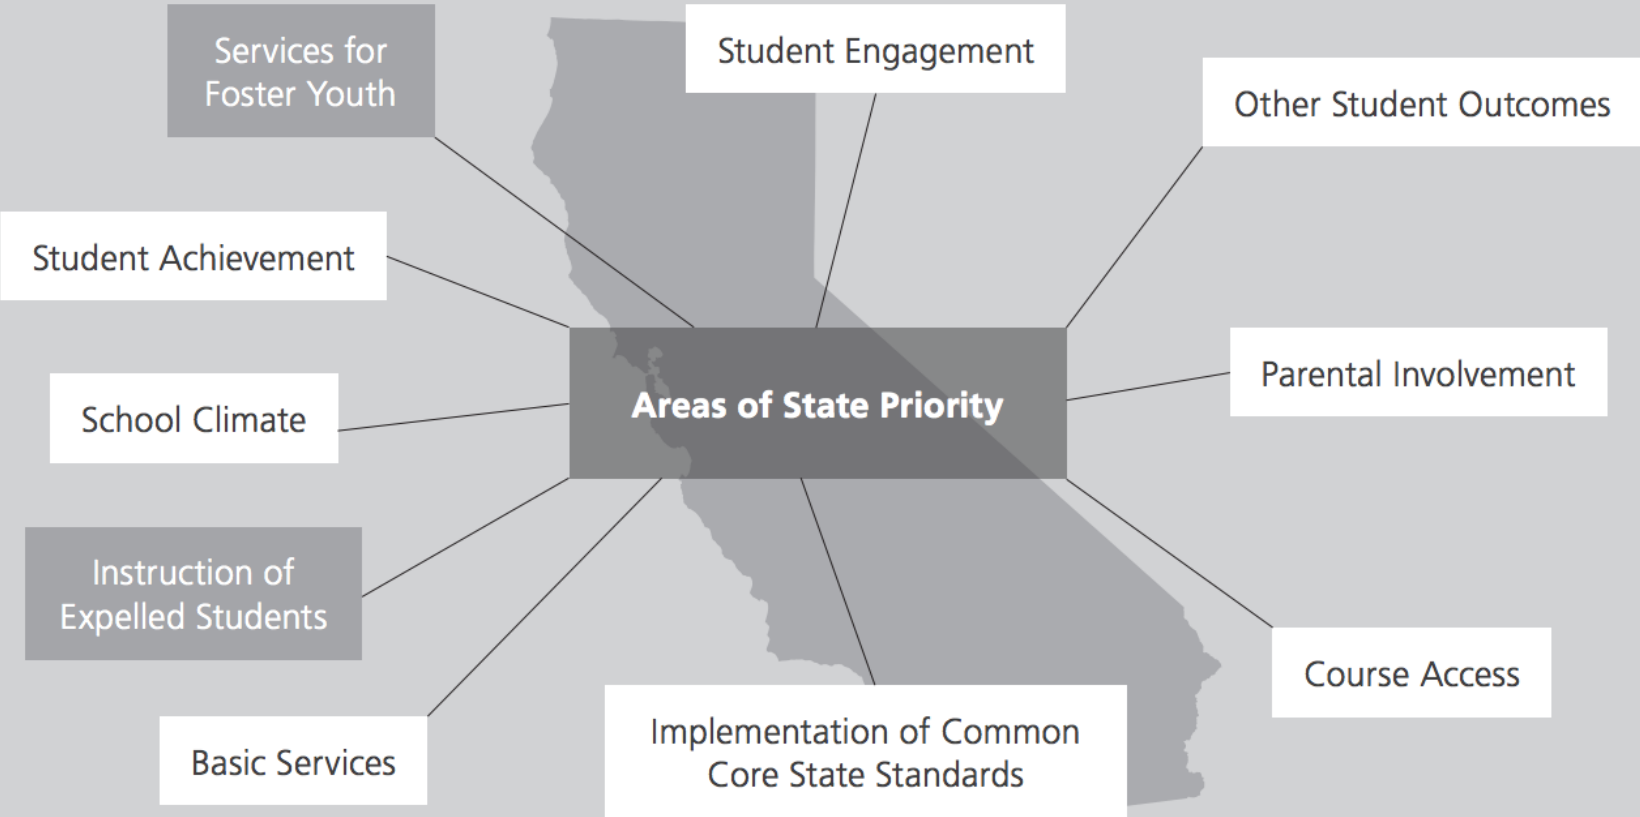 Services for
Foster Youth
Student Engagement
Other Student Outcomes
Student Achievement
Parental Involvement
Areas of State Priority
School Climate
Instruction of
Expelled Students
Course Access
Basic Services
Implementation of Common
Core State Standards